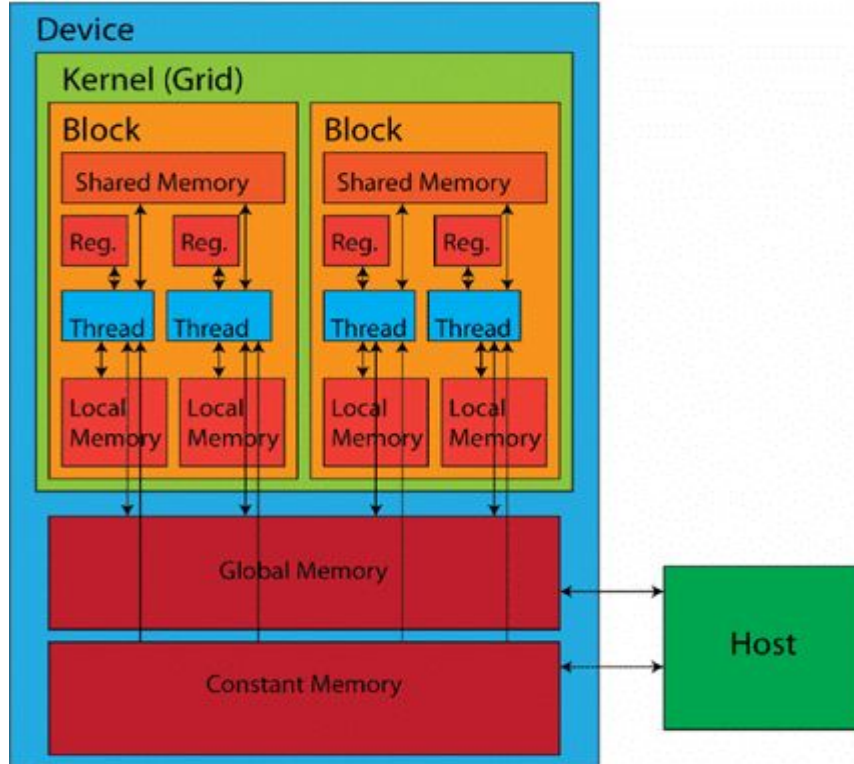 Device
Kernel (Grid)
Block
Shared Memory
Reg.
Reg.
Thread
Thread
Local
Memory
Local
Memory
Block
Shared Memory
Reg.
Reg.
Thread
Thread
Local
Memory
Local
Memory
Global Memory
Constant Memory
Host